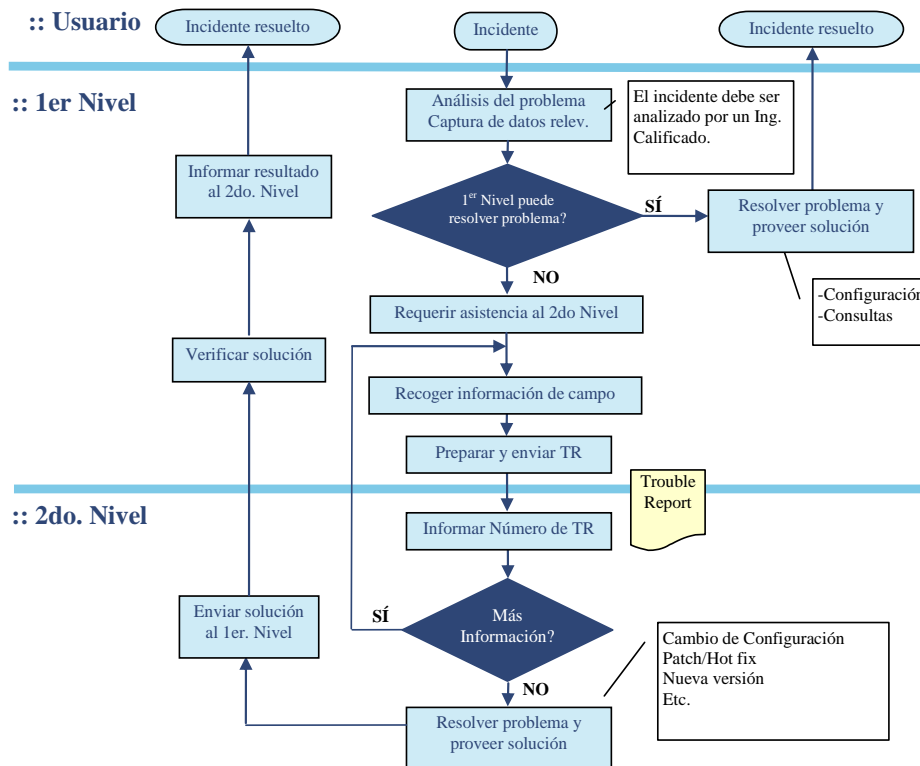 :: Usuario
Incidente resuelto
Incidente
Incidente resuelto
:: 1er Nivel
Análisis del problema
Captura de datos relev.
El incidente debe ser
analizado por un Ing.
Calificado.
Informar resultado
al 2do. Nivel
1er Nivel puede
resolver problema?
SÍ
Resolver problema y
proveer solución
NO
-Configuración
-Consultas
Requerir asistencia al 2do Nivel
Verificar solución
Recoger información de campo
Preparar y enviar TR
Trouble
Report
:: 2do. Nivel
Informar Número de TR
Enviar solución
al 1er. Nivel
SÍ
Más
Información?
Cambio de Configuración
Patch/Hot fix
Nueva versión
Etc.
NO
Resolver problema y
proveer solución